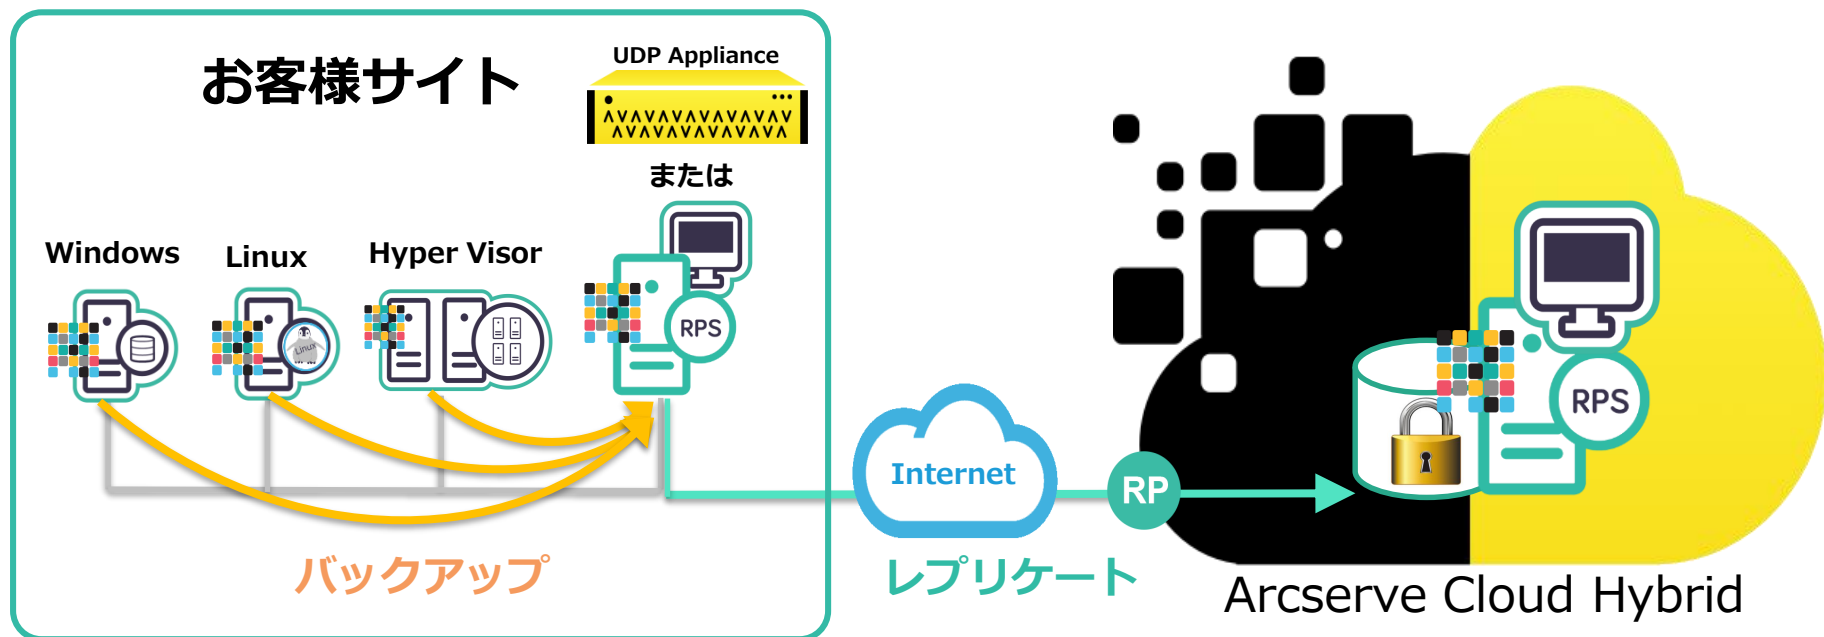 お客様サイト
UDP Appliance
または
Windows
Linux
Hyper Visor
Linux
RPS
RPS
Internet
RP
バックアップ
レプリケート
Arcserve Cloud Hybrid